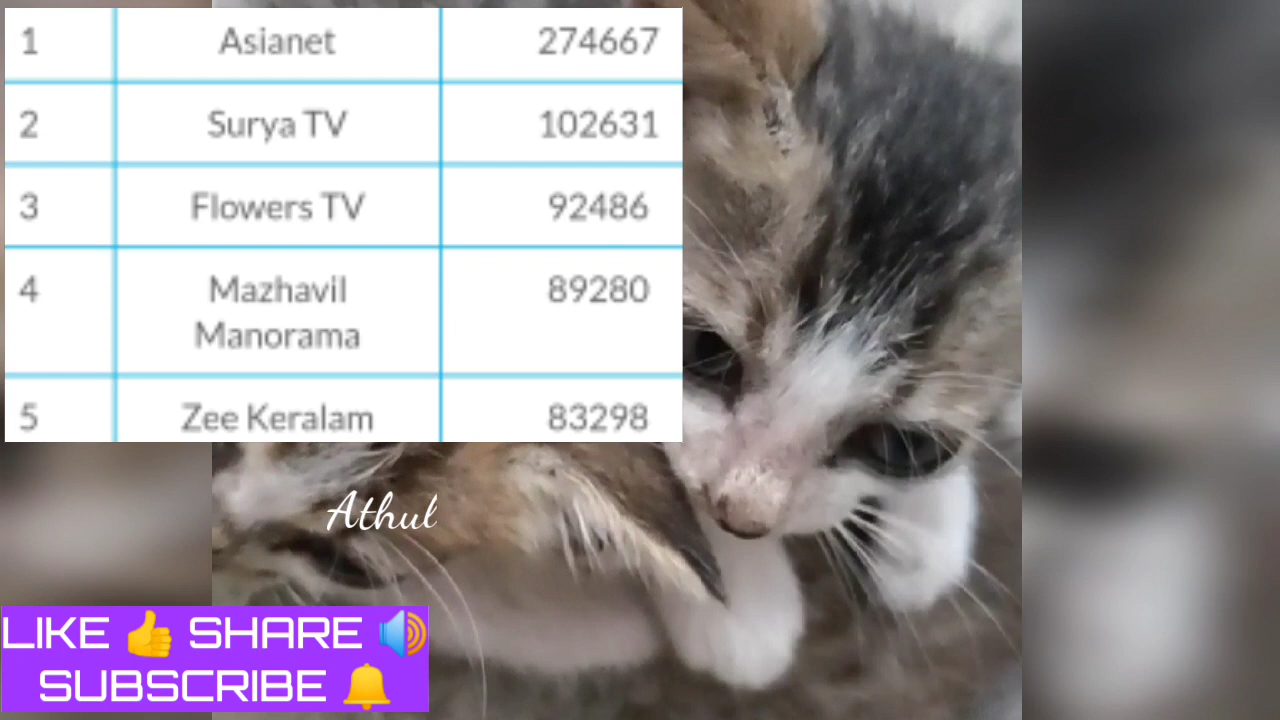 1 Asianet 274667
2 Surya TV 102631
3 Flowers TV 92486
4 Mazhavil 89280
Manorama
5 Zee Keralam 83298
Athul
LIKE 👍 SHARE 🔊
SUBSCRIBE 🔔